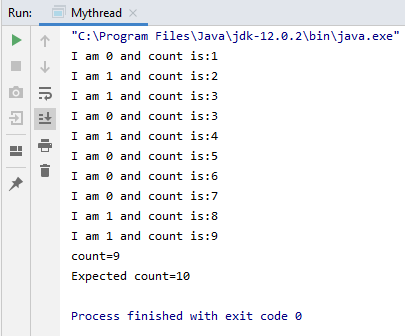 Run: Mythread
"C:\Program Files\Java\jdk-12.0.2\bin\java.exe"
I am 0 and count is:1
I am 1 and count is:2
I am 1 and count is:3
I am 0 and count is:3
I am 1 and count is:4
I am 0 and count is:5
I am 0 and count is:6
I am 0 and count is:7
I am 1 and count is:8
I am 1 and count is:9
count=9
Expected count=10
Process finished with exit code 0